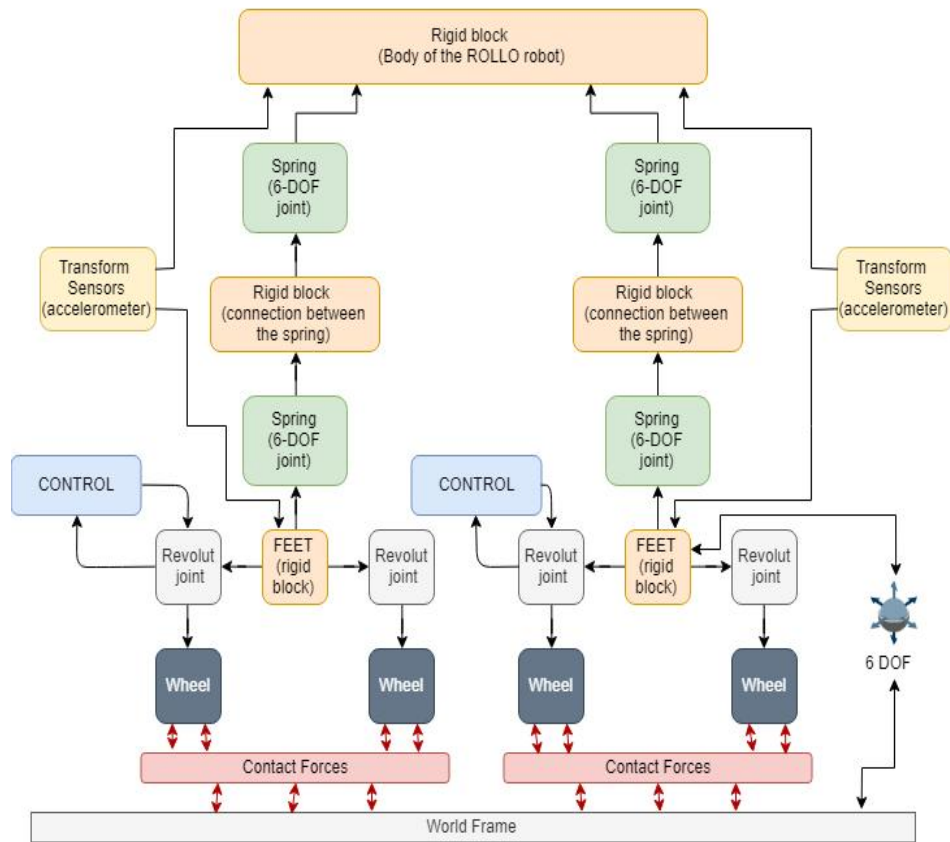 Rigid block
(Body of the ROLLO robot)
Spring
(6-DOF
joint)
Spring
(6-DOF
joint)
Transform
Sensors
(accelerometer)
Rigid block
(connection between
the spring)
Rigid block
(connection between
the spring)
Transform
Sensors
(accelerometer)
Spring
(6-DOF
joint)
Spring
(6-DOF
joint)
CONTROL
CONTROL
Revolut
joint
FEET
(rigid
block)
Revolut
joint
Revolut
joint
FEET
(rigid
block)
Revolut
joint
6 DOF
Wheel
Wheel
Wheel
Wheel
Contact Forces
Contact Forces
World Frame